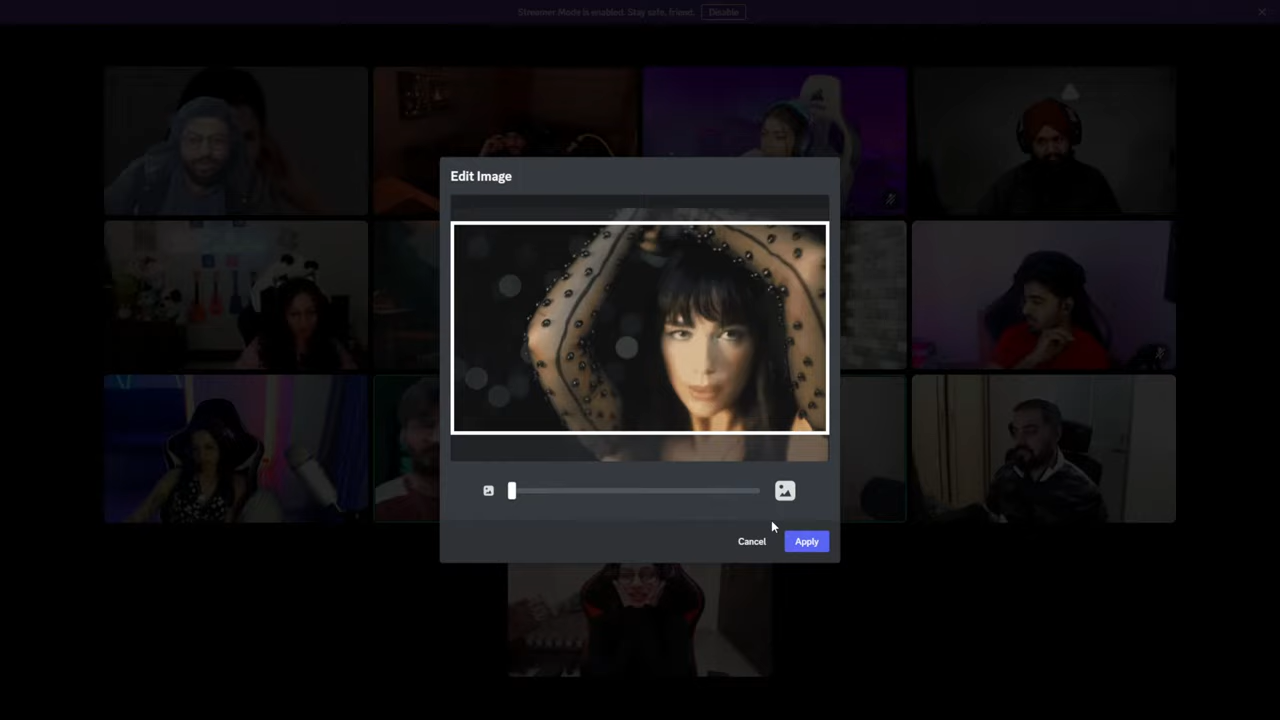 Streamer Mode is enabled. Stay safe, friend. Disable
Edit Image
Cancel Apply